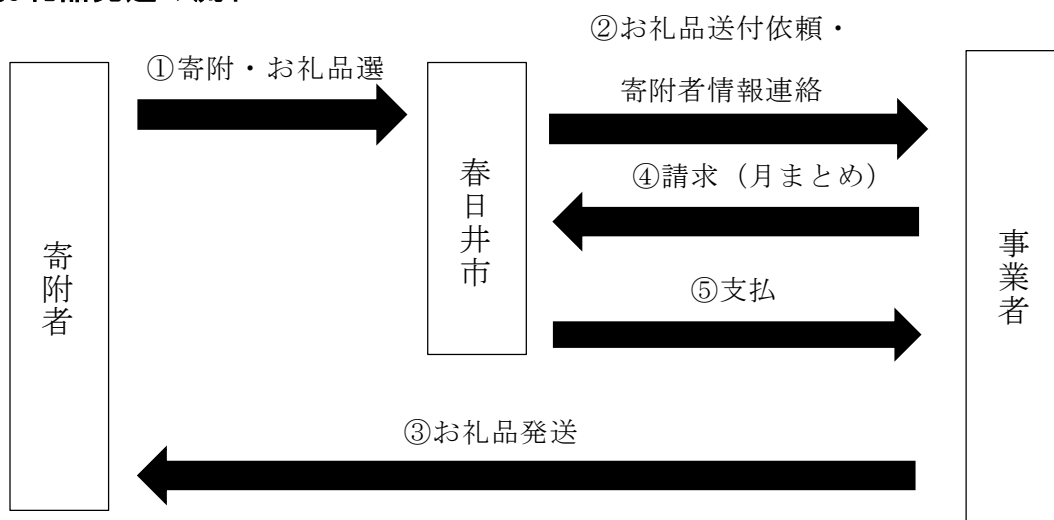 ①寄附・お礼品選
②お礼品送付依頼・
寄附者情報連絡
④請求（月まとめ）
⑤支払
③お礼品発送
寄附者
春日井市
事業者